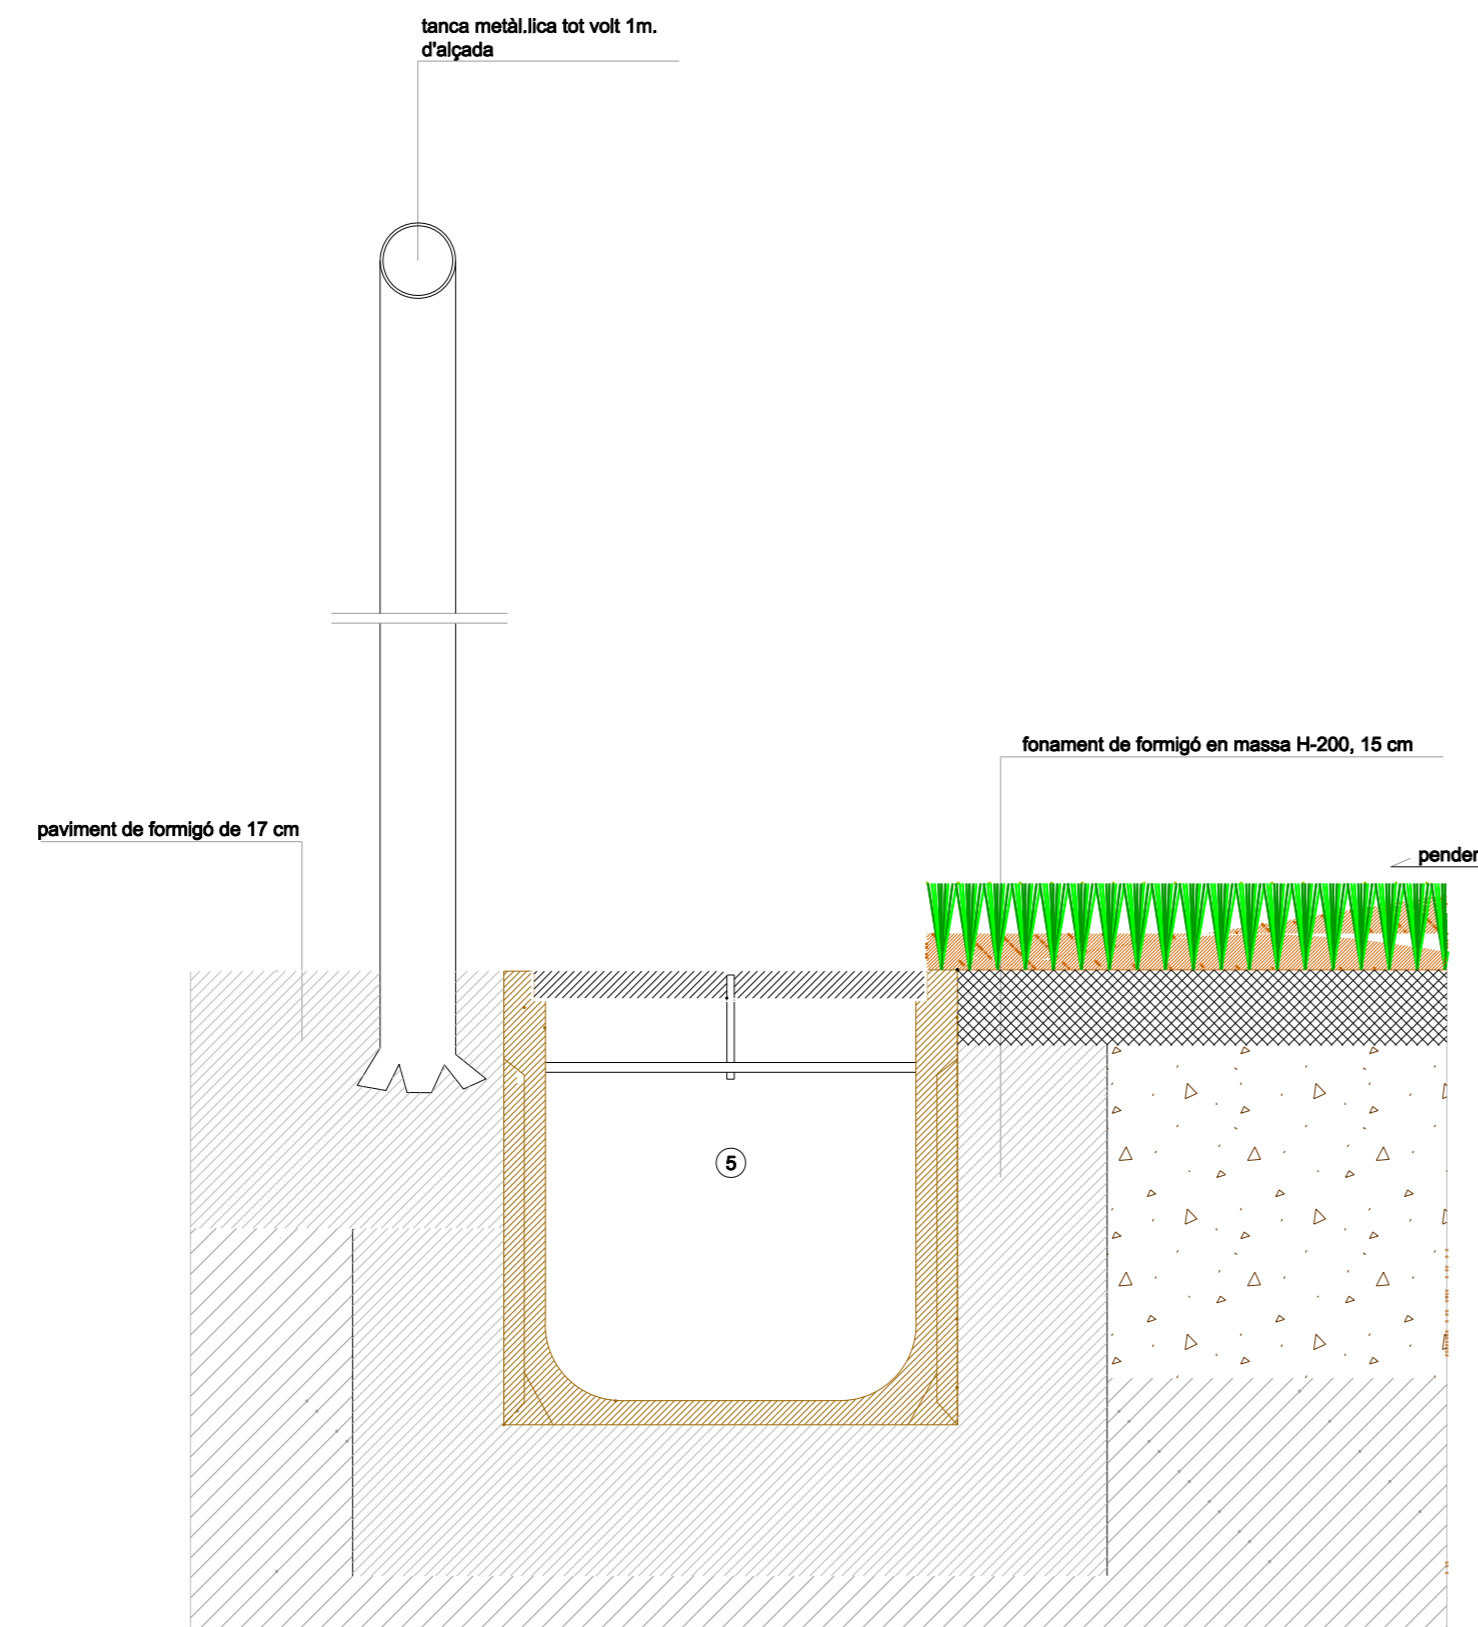 tanca metàl.lica tot volt 1m.
d'alçada
fonament de formigó en massa H-200, 15 cm
paviment de formigó de 17 cm
5